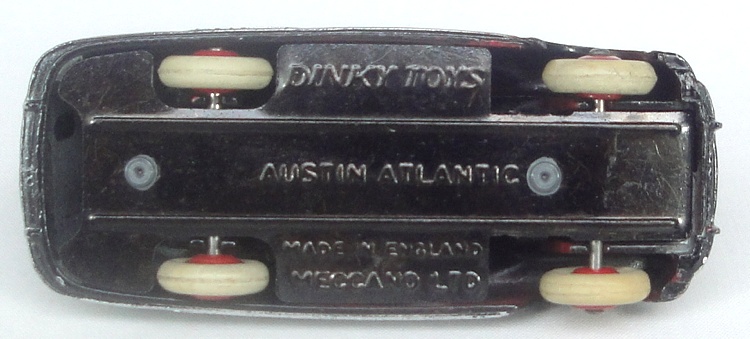 DINKY TOYS
AUSTIN ATLANTIC
MADE IN ENGLAND
MECCANO LTD